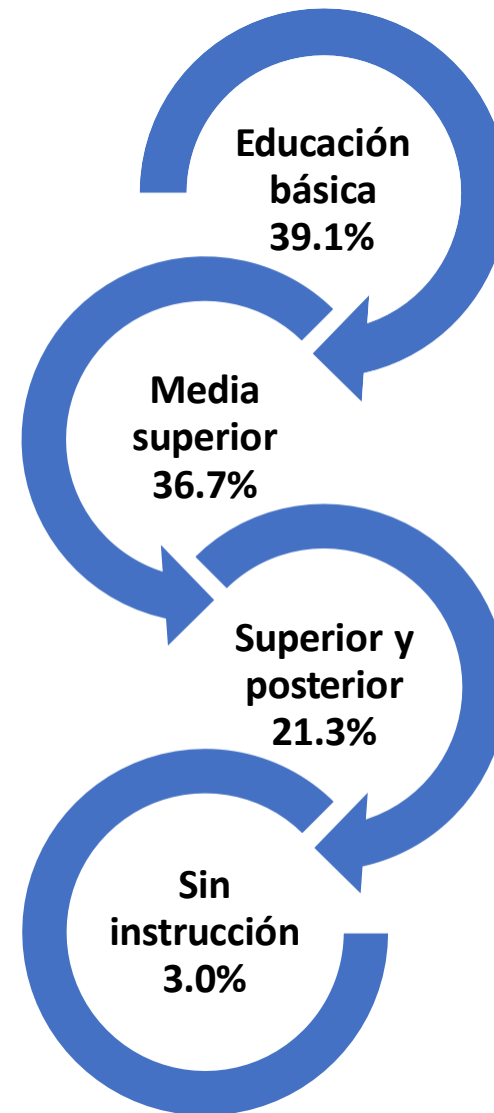 Educación
básica
39.1%
Media
superior
36.7%
Superior y
posterior
21.3%
Sin
instrucción
3.0%